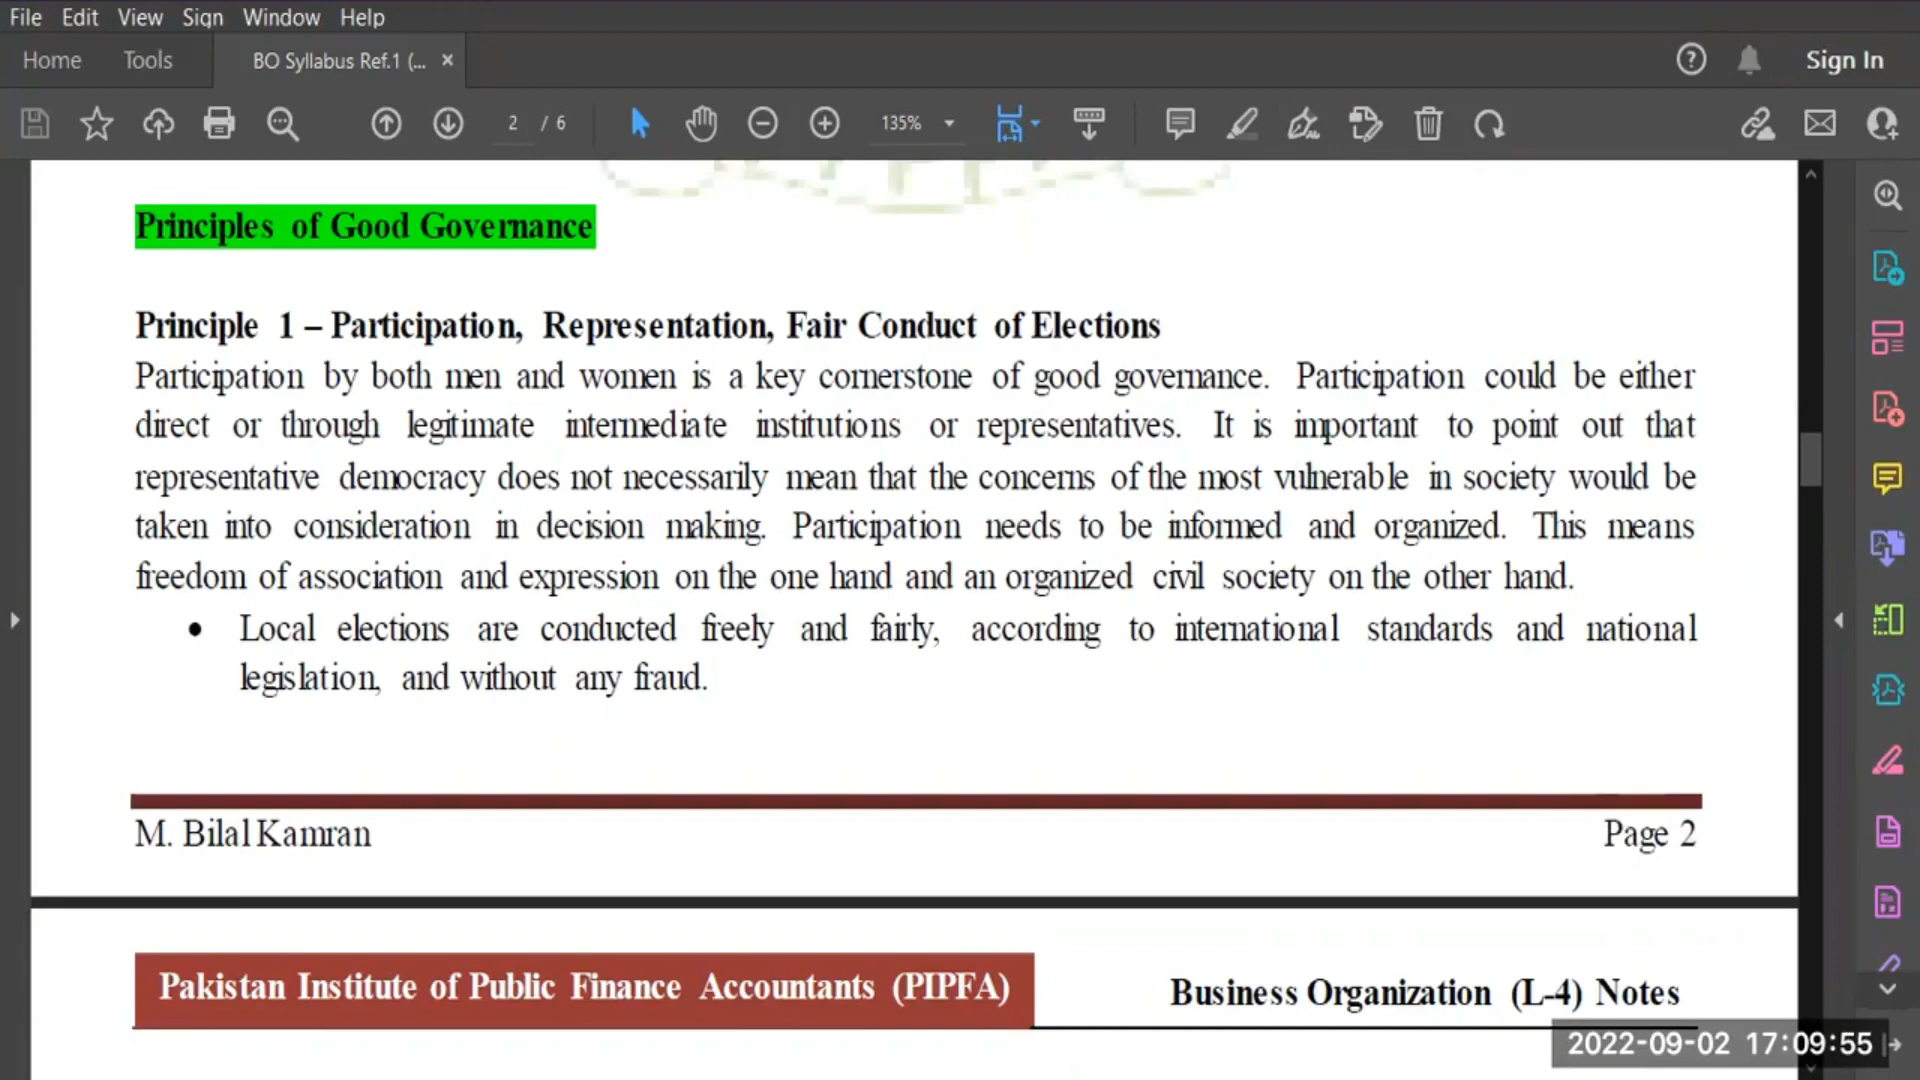 File Edit View Sign Window Help
Home Tools BO Syllabus Ref.1 (... × Sign In
2 / 6 135%
Principles of Good Governance
Principle 1 – Participation, Representation, Fair Conduct of Elections
Participation by both men and women is a key cornerstone of good governance. Participation could be either
direct or through legitimate intermediate institutions or representatives. It is important to point out that
representative democracy does not necessarily mean that the concerns of the most vulnerable in society would be
taken into consideration in decision making. Participation needs to be informed and organized. This means
freedom of association and expression on the one hand and an organized civil society on the other hand.
• Local elections are conducted freely and fairly, according to international standards and national
legislation, and without any fraud.
M. Bilal Kamran Page 2
Pakistan Institute of Public Finance Accountants (PIPFA) Business Organization (L-4) Notes
2022-09-02 17:09:55